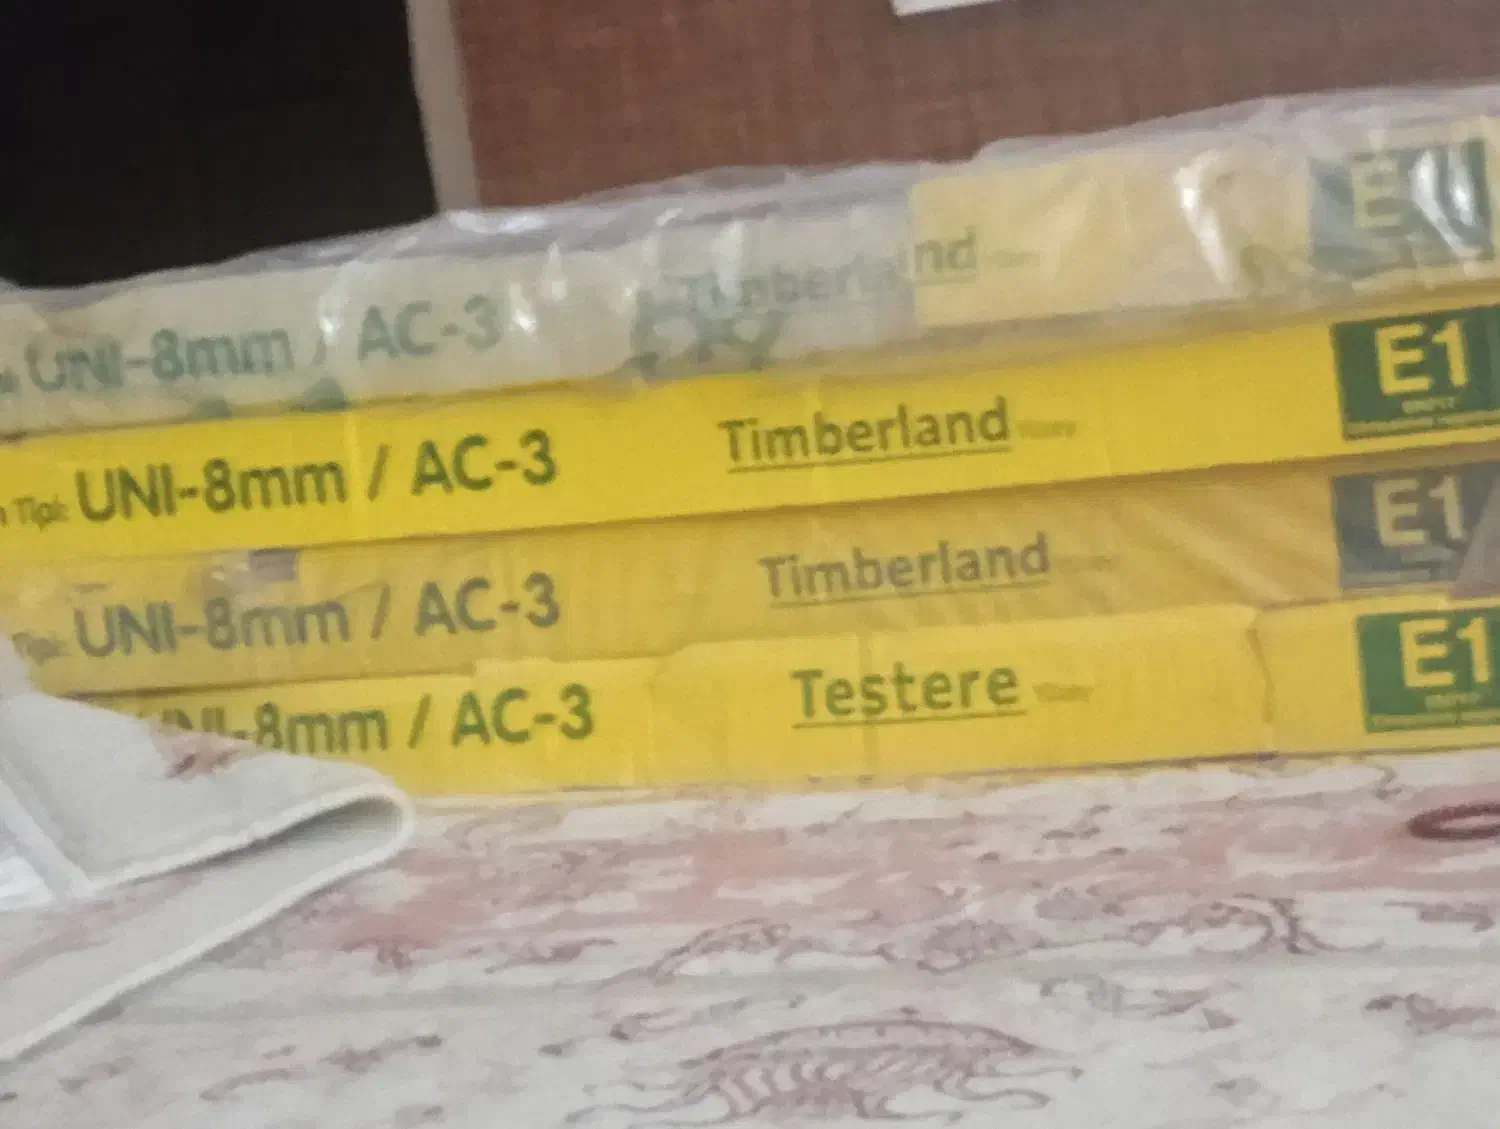 UNI-8mm / AC-3 Timberland E1
Tipi: UNI-8mm / AC-3 Timberland E1
UNI-8mm / AC-3 Timberland E1
UNI-8mm / AC-3 Testere E1